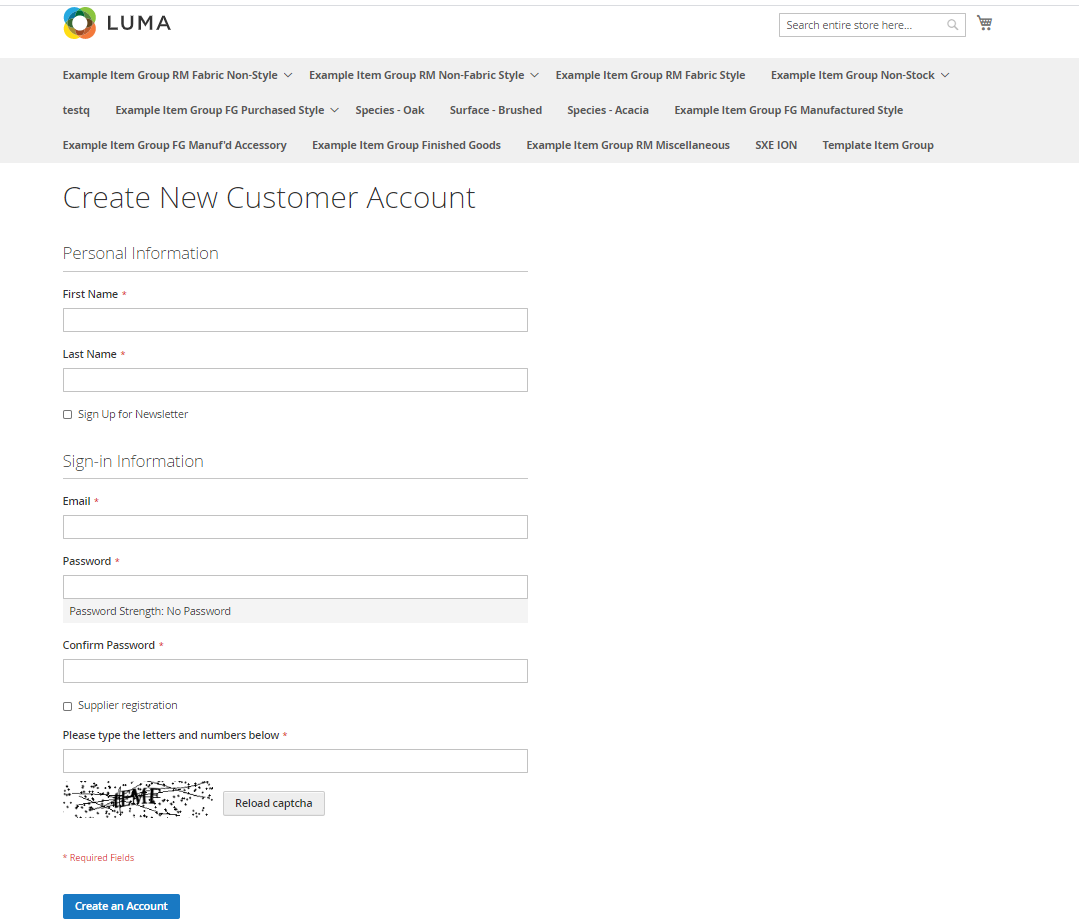 LUMA
Search entire store here...
Example Item Group RM Fabric Non-Style Example Item Group RM Non-Fabric Style Example Item Group RM Fabric Style Example Item Group Non-Stock
testq Example Item Group FG Purchased Style Species - Oak Surface - Brushed Species - Acacia Example Item Group FG Manufactured Style
Example Item Group FG Manuf'd Accessory Example Item Group Finished Goods Example Item Group RM Miscellaneous SXE ION Template Item Group
Create New Customer Account
Personal Information
First Name *
Last Name *
Sign Up for Newsletter
Sign-in Information
Email *
Password *
Password Strength: No Password
Confirm Password *
Supplier registration
Please type the letters and numbers below *
Reload captcha
* Required Fields
Create an Account